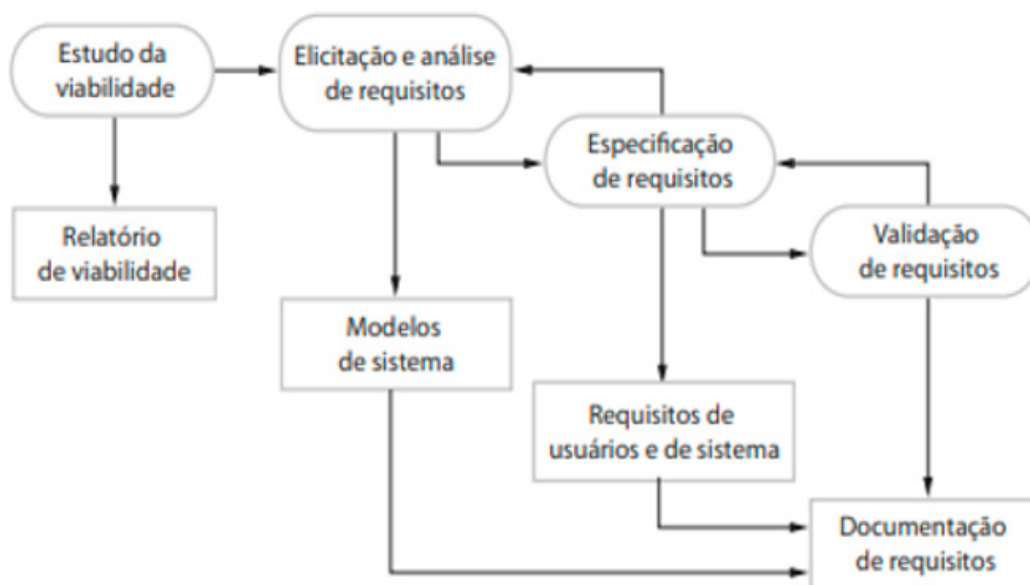 Estudo da
viabilidade
Elicitação e análise
de requisitos
Especificação
de requisitos
Relatório
de viabilidade
Validação
de requisitos
Modelos
de sistema
Requisitos de
usuários e de sistema
Documentação
de requisitos